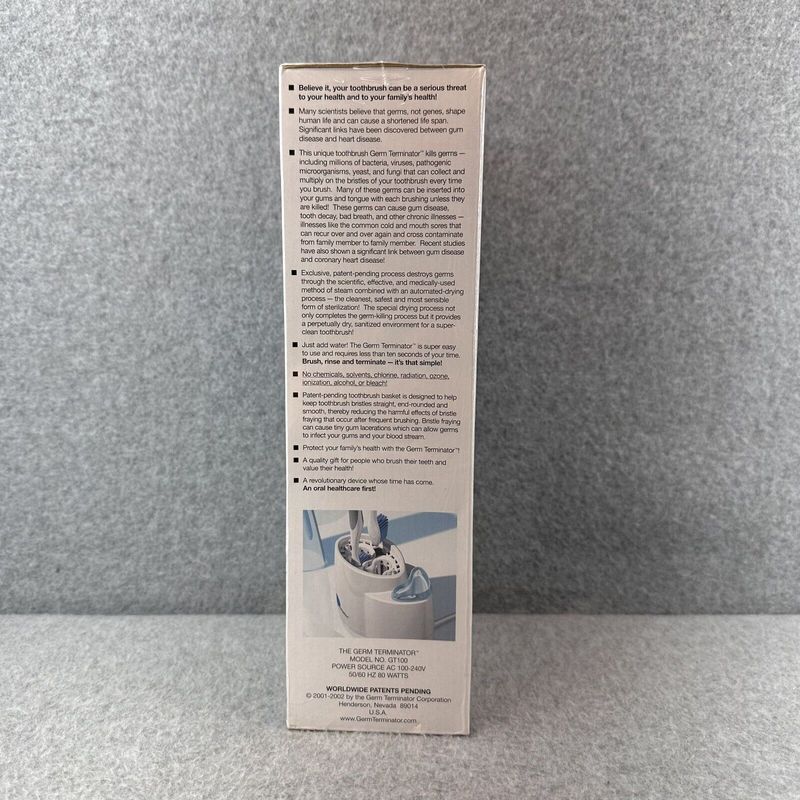 ■ Believe it, your toothbrush can be a serious threat
to your health and to your family's health!
■ Many scientists believe that germs, not genes, shape
human life and can cause a shortened life span.
Significant links have been discovered between gum
disease and heart disease.
■ This unique toothbrush Germ Terminator™ kills germs —
including millions of bacteria, viruses, pathogenic
microorganisms, yeast, and fungi that can collect and
multiply on the bristles of your toothbrush every time
you brush. Many of these germs can be inserted into
your gums and tongue with each brushing unless they
are killed! These germs can cause gum disease,
tooth decay, bad breath, and other chronic illnesses —
illnesses like the common cold and mouth sores that
can recur over and over again and cross contaminate
from family member to family member. Recent studies
have also shown a significant link between gum disease
and coronary heart disease!
■ Exclusive, patent-pending process destroys germs
through the scientific, effective, and medically-used
method of steam combined with an automated-drying
process — the cleanest, safest and most sensible
form of sterilization! The special drying process not
only completes the germ-killing process but it provides
a perpetually dry, sanitized environment for a super-
clean toothbrush!
■ Just add water! The Germ Terminator™ is super easy
to use and requires less than ten seconds of your time.
Brush, rinse and terminate — it's that simple!
■ No chemicals, solvents, chlorine, radiation, ozone,
ionization, alcohol, or bleach!
■ Patent-pending toothbrush basket is designed to help
keep toothbrush bristles straight, end-rounded and
smooth, thereby reducing the harmful effects of bristle
fraying that occur after frequent brushing. Bristle fraying
can cause tiny gum lacerations which can allow germs
to infect your gums and your blood stream.
■ Protect your family's health with the Germ Terminator™!
■ A quality gift for people who brush their teeth and
value their health!
■ A revolutionary device whose time has come.
An oral healthcare first!
THE GERM TERMINATOR™
MODEL NO. GT100
POWER SOURCE AC 100-240V
50/60 HZ 80 WATTS
WORLDWIDE PATENTS PENDING
© 2001-2002 by the Germ Terminator Corporation
Henderson, Nevada 89014
U.S.A.
www.GermTerminator.com